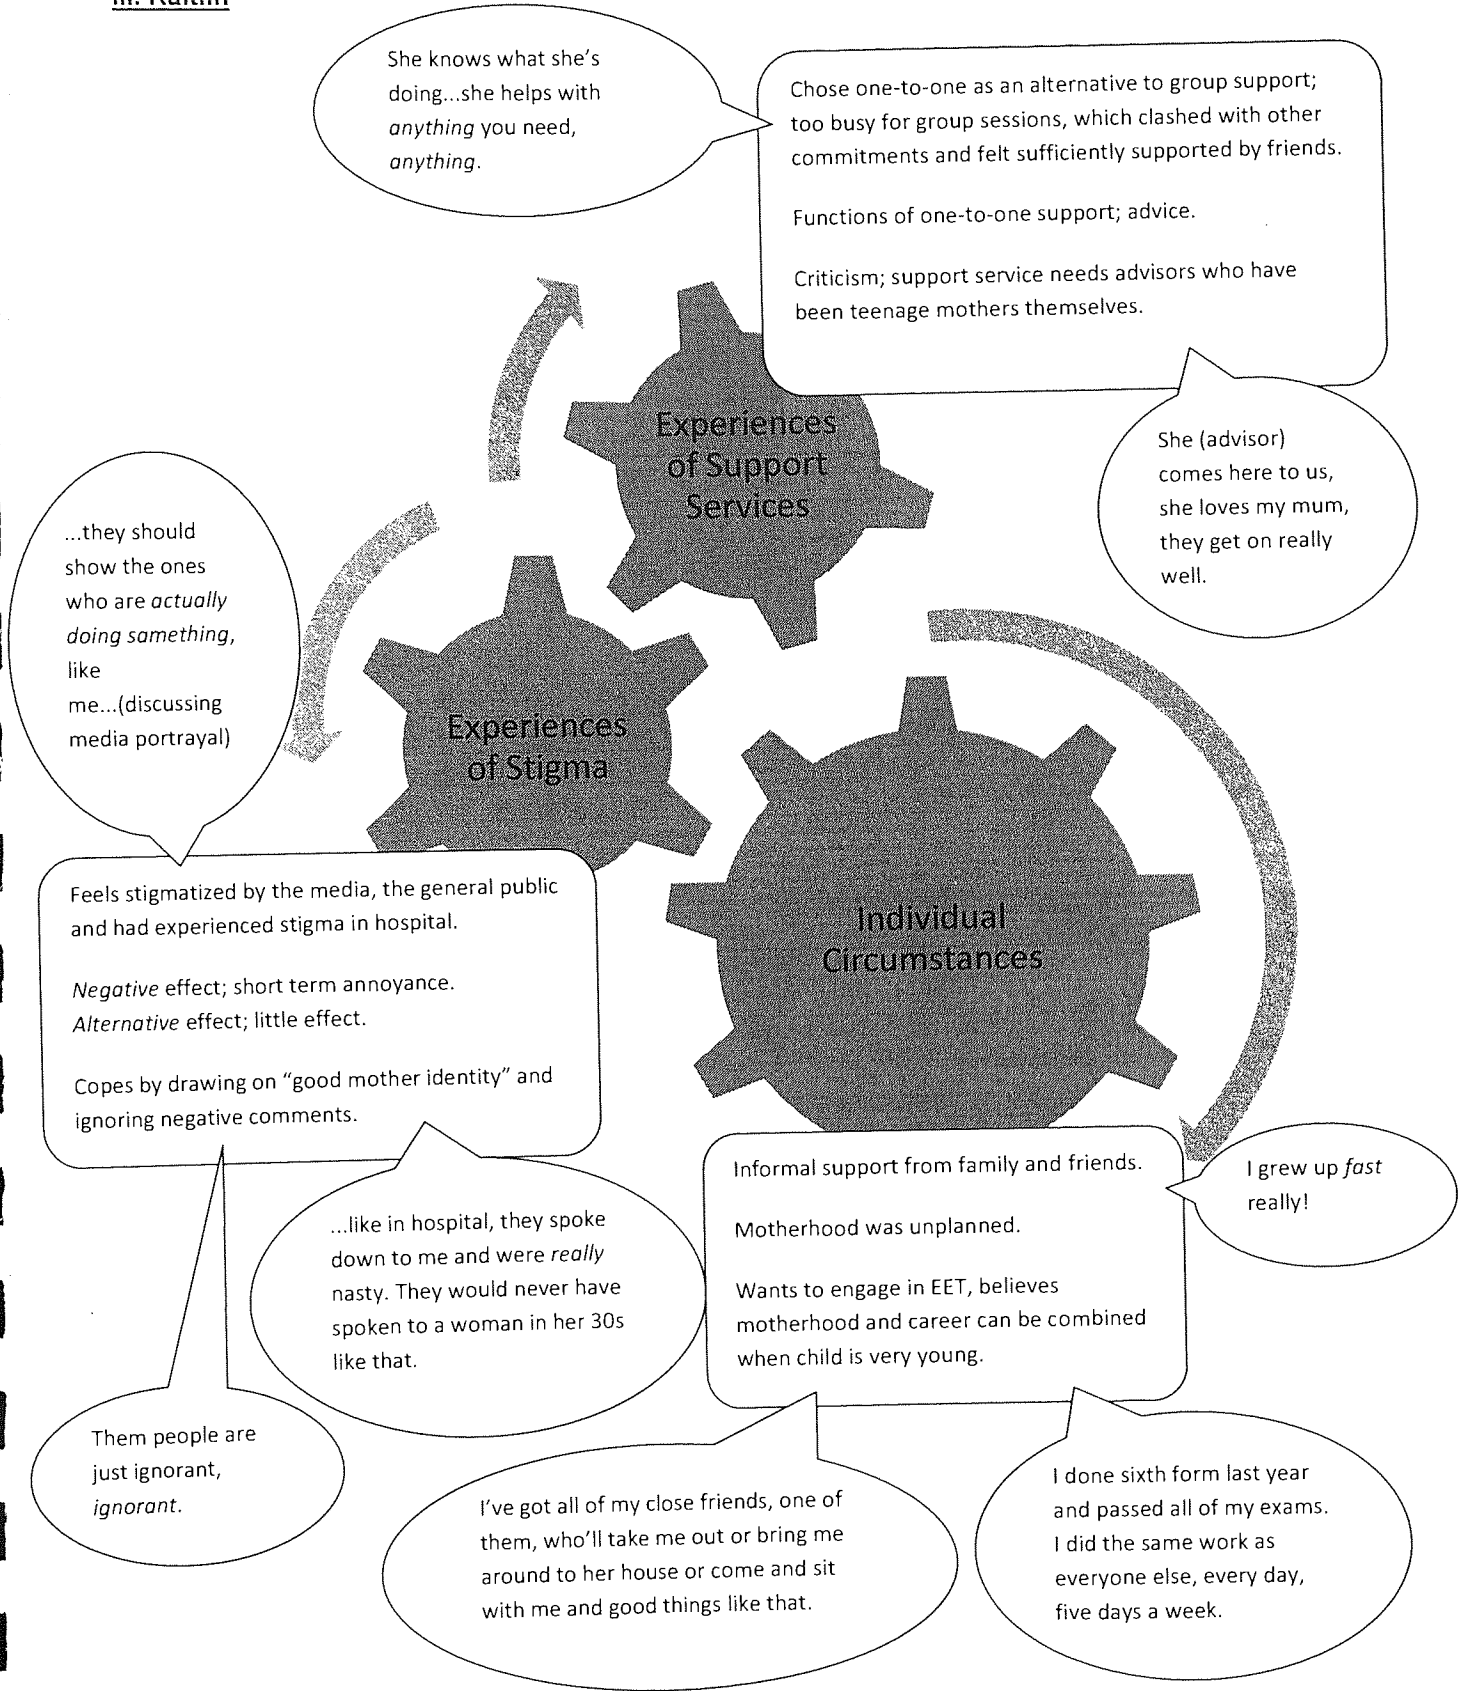 iii. Kaitlin
She knows what she's
doing...she helps with
anything you need,
anything.
Chose one-to-one as an alternative to group support;
too busy for group sessions, which clashed with other
commitments and felt sufficiently supported by friends.
Functions of one-to-one support; advice.
Criticism; support service needs advisors who have
been teenage mothers themselves.
Experiences
of Support
Services
She (advisor)
comes here to us,
she loves my mum,
they get on really
well.
...they should
show the ones
who are actually
doing something,
like
me...(discussing
media portrayal)
Experiences
of Stigma
Individual
Circumstances
Feels stigmatized by the media, the general public
and had experienced stigma in hospital.
Negative effect; short term annoyance.
Alternative effect; little effect.
Copes by drawing on "good mother identity" and
ignoring negative comments.
Informal support from family and friends.
Motherhood was unplanned.
Wants to engage in EET, believes
motherhood and career can be combined
when child is very young.
I grew up fast
really!
...like in hospital, they spoke
down to me and were really
nasty. They would never have
spoken to a woman in her 30s
like that.
Them people are
just ignorant,
ignorant.
I've got all of my close friends, one of
them, who'll take me out or bring me
around to her house or come and sit
with me and good things like that.
I done sixth form last year
and passed all of my exams.
I did the same work as
everyone else, every day,
five days a week.